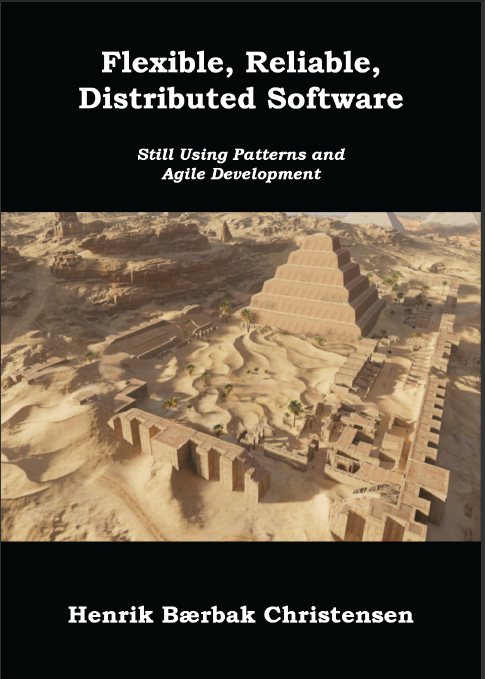 Flexible, Reliable,
Distributed Software
Still Using Patterns and
Agile Development
Henrik Bærbak Christensen